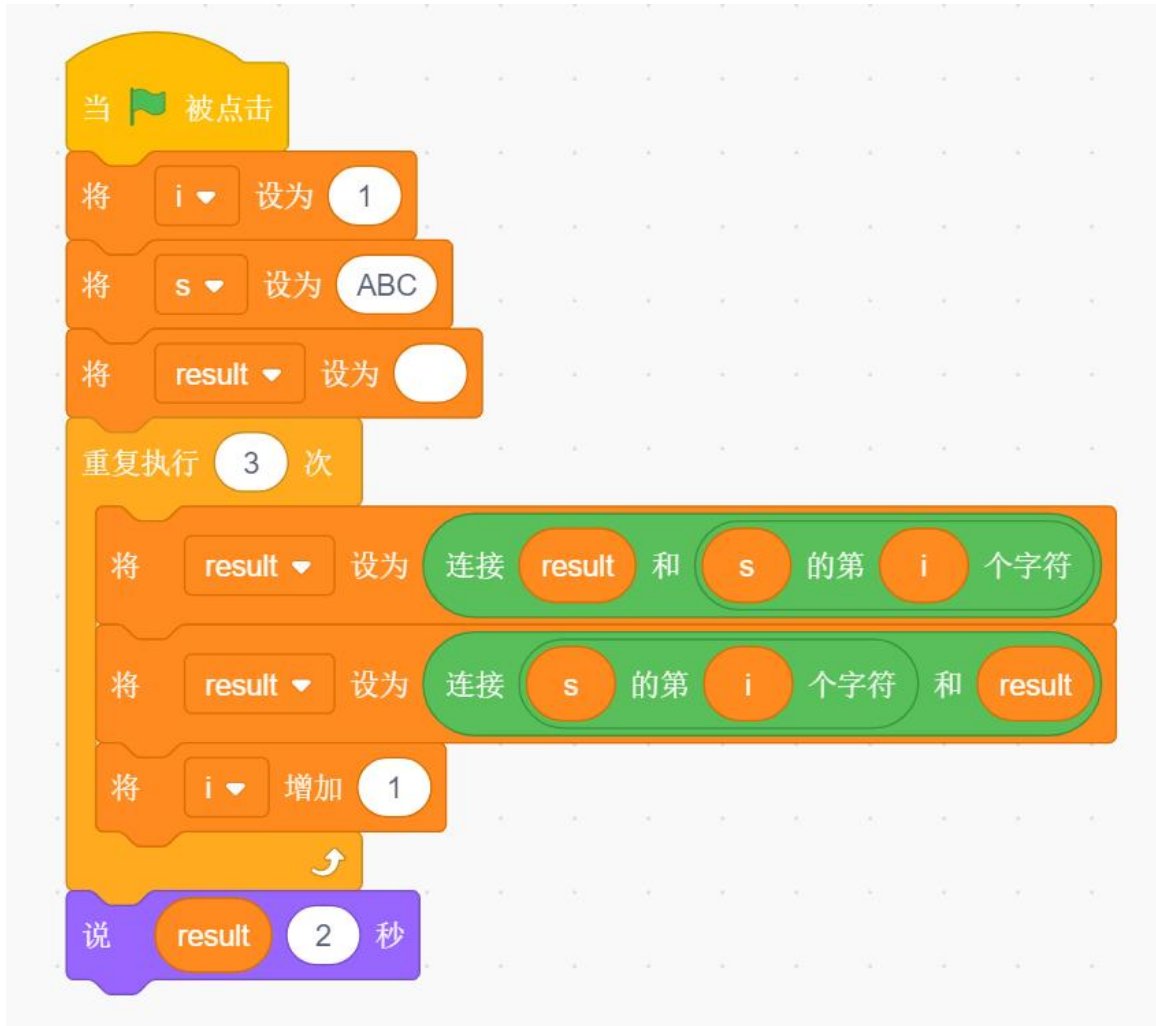 当 被点击
将 i 设为 1
将 s 设为 ABC
将 result 设为
重复执行 3 次
将 result 设为 连接 result 和 s 的第 i 个字符
将 result 设为 连接 s 的第 i 个字符 和 result
将 i 增加 1
说 result 2 秒